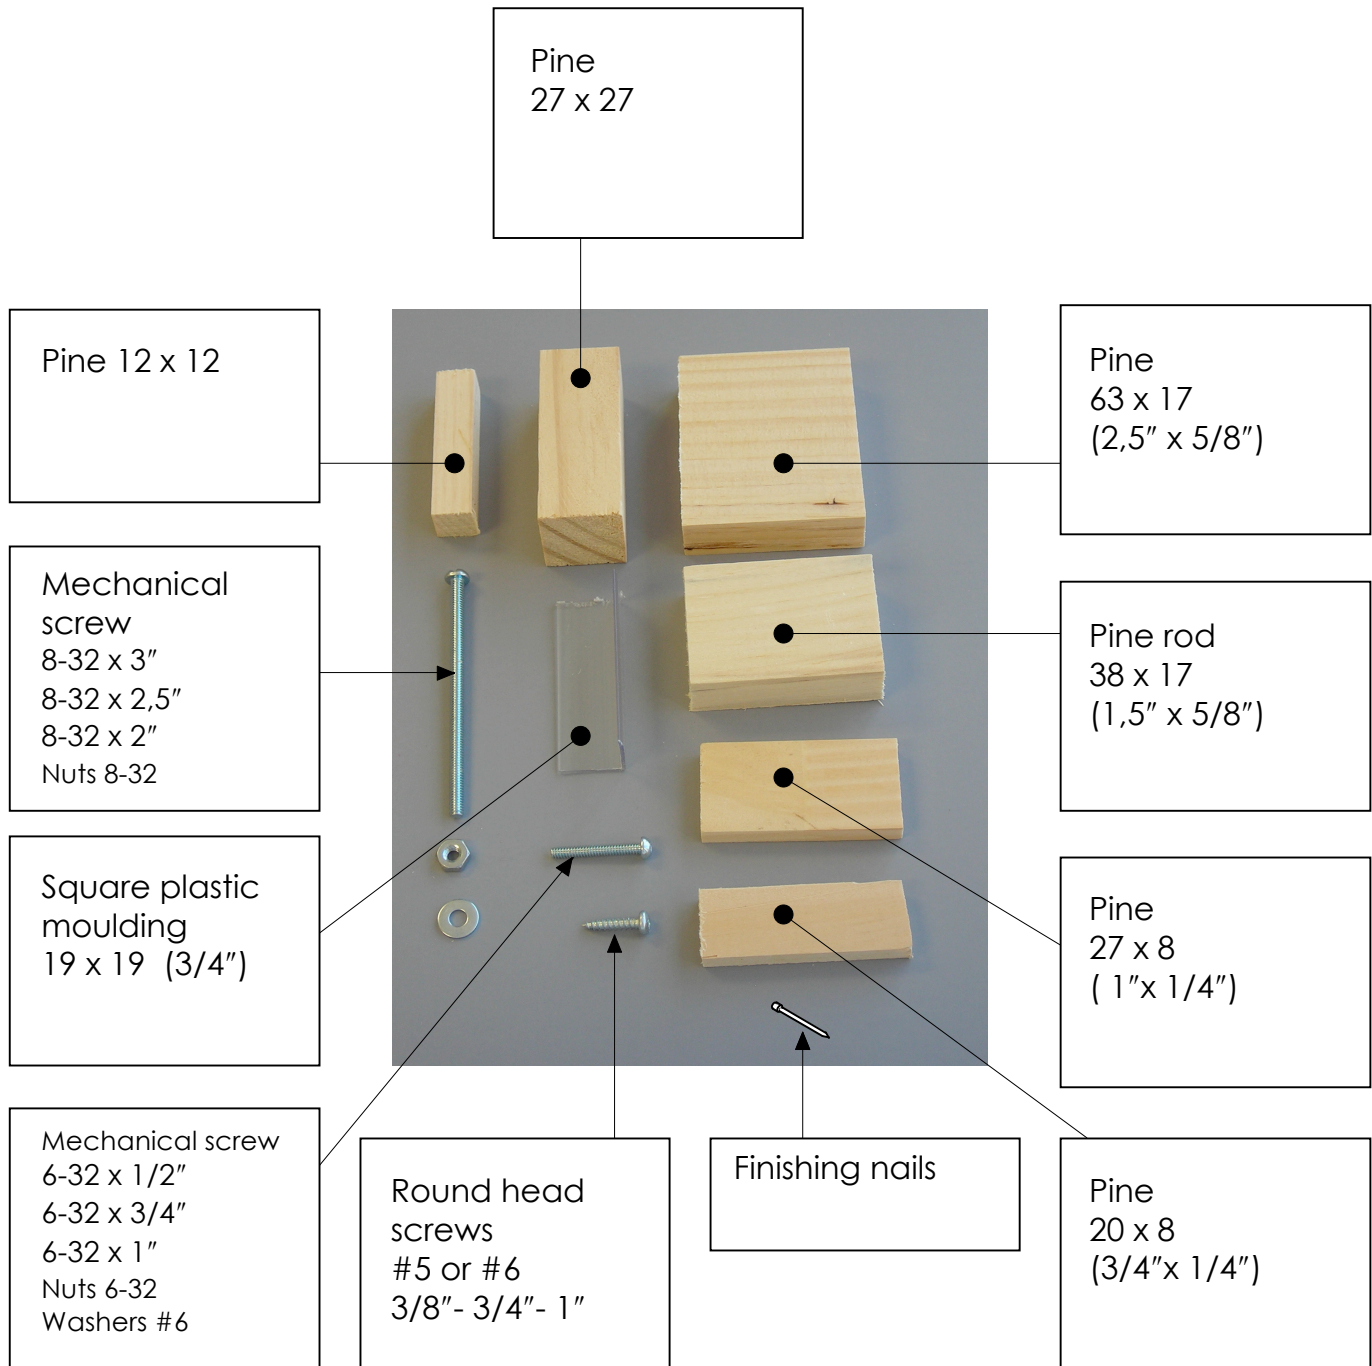 Pine
27 x 27
Pine 12 x 12
Pine
63 x 17
(2,5" x 5/8")
Mechanical
screw
8-32 x 3"
8-32 x 2,5"
8-32 x 2"
Nuts 8-32
Pine rod
38 x 17
(1,5" x 5/8")
Square plastic
moulding
19 x 19  (3/4")
Pine
27 x 8
( 1"x 1/4")
Mechanical screw
6-32 x 1/2"
6-32 x 3/4"
6-32 x 1"
Nuts 6-32
Washers #6
Round head
screws
#5 or #6
3/8"- 3/4"- 1"
Finishing nails
Pine
20 x 8
(3/4"x 1/4")